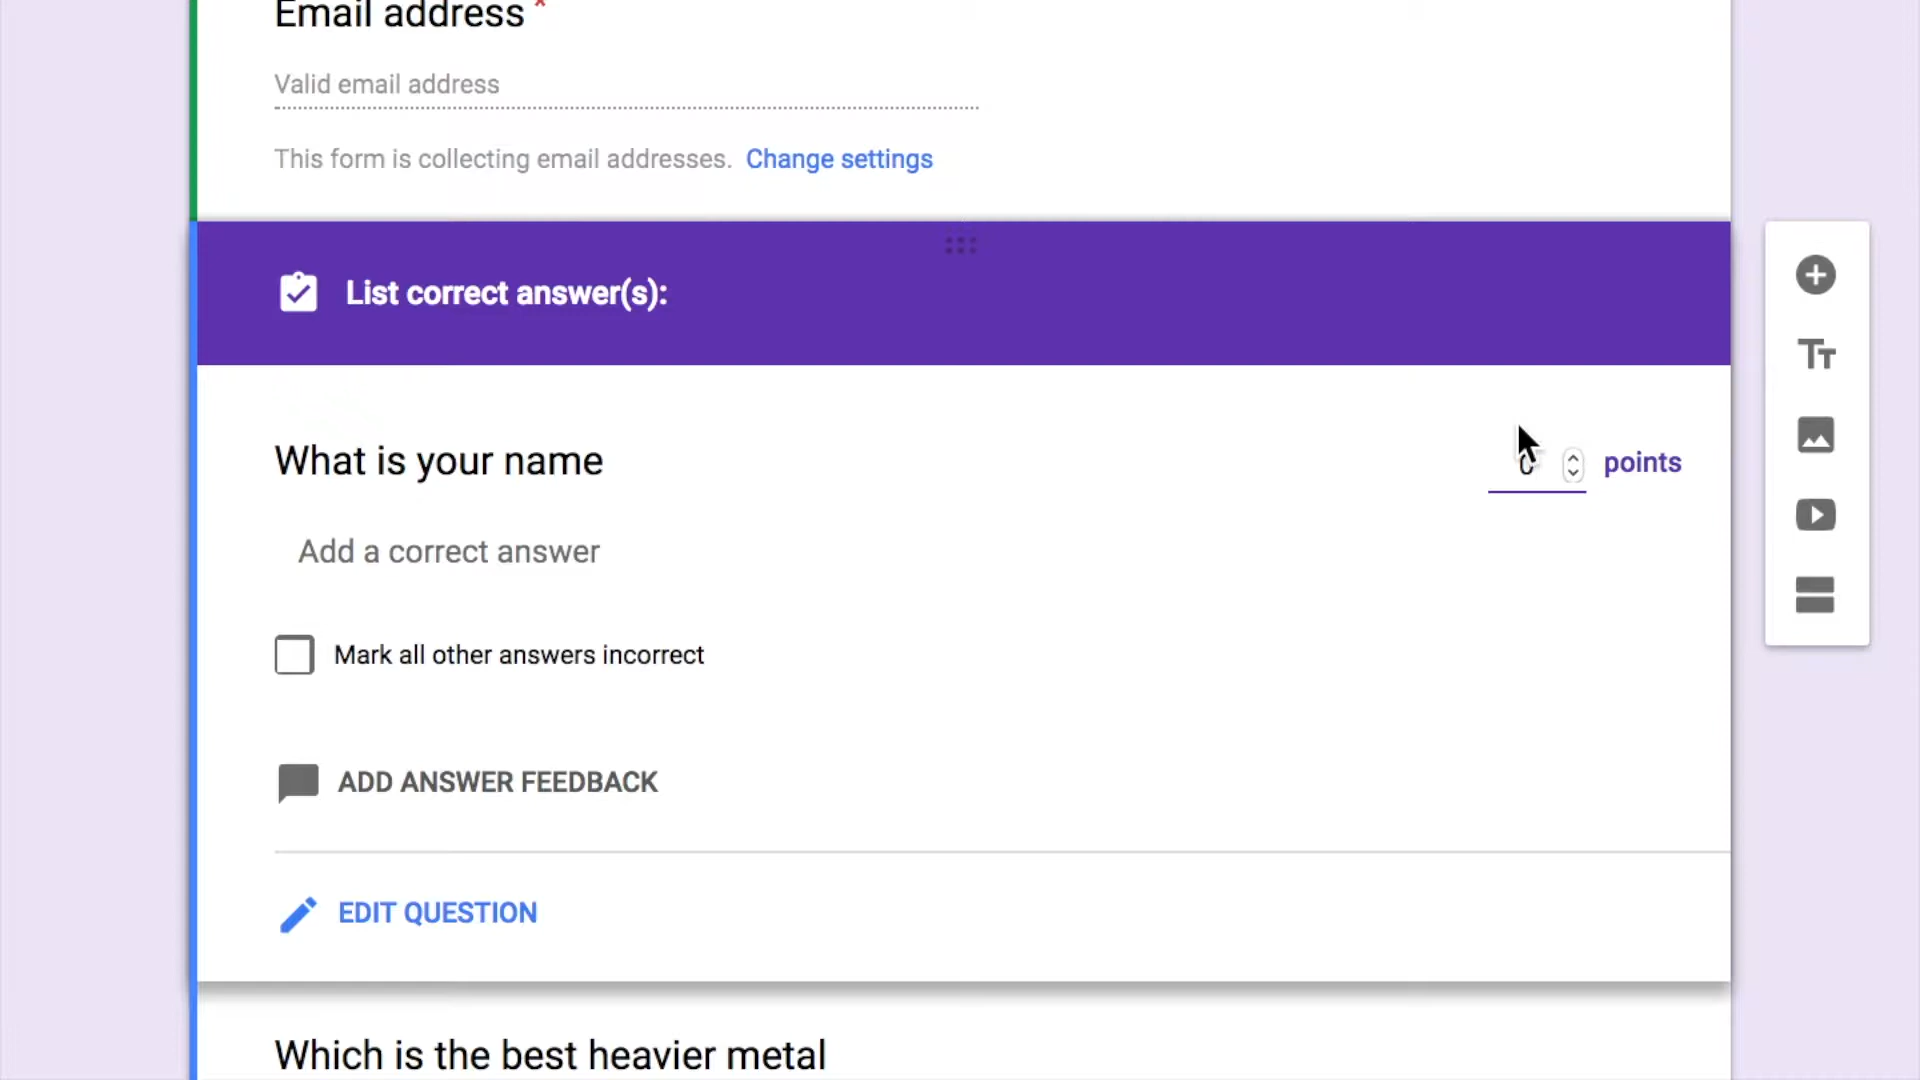 Email address *
Valid email address
This form is collecting email addresses. Change settings
List correct answer(s):
What is your name
points
Add a correct answer
Mark all other answers incorrect
ADD ANSWER FEEDBACK
EDIT QUESTION
Which is the best heavier metal